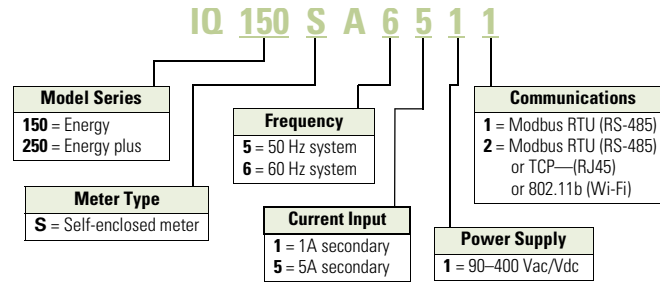 IQ 150 S A 6 5 1 1
Model Series
150 = Energy
250 = Energy plus
Meter Type
S = Self-enclosed meter
Frequency
5 = 50 Hz system
6 = 60 Hz system
Current Input
1 = 1A secondary
5 = 5A secondary
Power Supply
1 = 90–400 Vac/Vdc
Communications
1 = Modbus RTU (RS-485)
2 = Modbus RTU (RS-485)
or TCP—(RJ45)
or 802.11b (Wi-Fi)